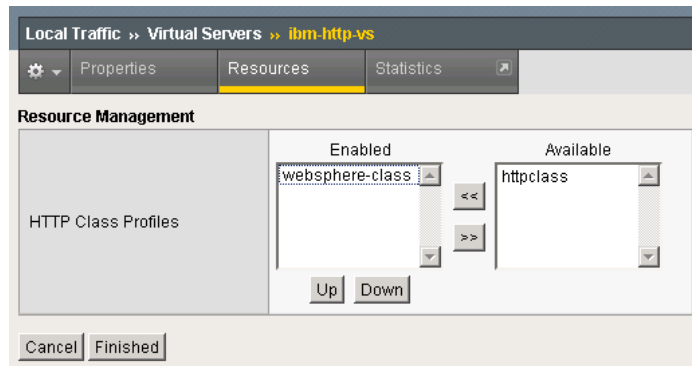 Local Traffic » Virtual Servers » ibm-http-vs
Properties Resources Statistics
Resource Management
Enabled Available
websphere-class httpclass
<<
HTTP Class Profiles
>>
Up Down
Cancel Finished